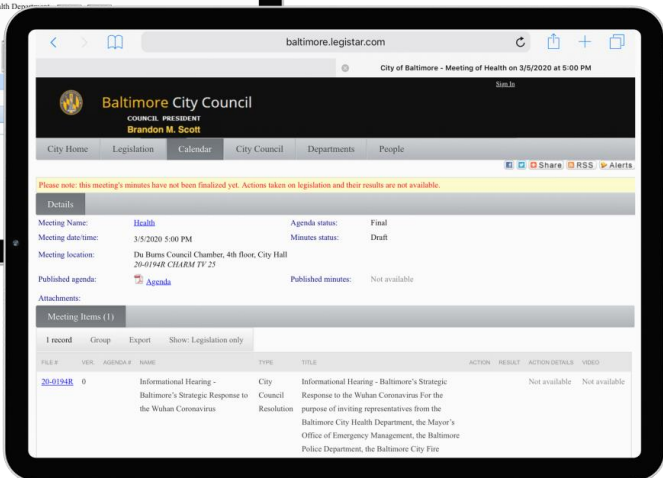 lth Department
baltimore.legistar.com
City of Baltimore - Meeting of Health on 3/5/2020 at 5:00 PM
Sign In
Baltimore City Council
COUNCIL PRESIDENT
Brandon M. Scott
City Home Legislation Calendar City Council Departments People
Share RSS Alerts
Please note: this meeting's minutes have not been finalized yet. Actions taken on legislation and their results are not available.
Details
Meeting Name: Health Agenda status: Final
Meeting date/time: 3/5/2020 5:00 PM Minutes status: Draft
Meeting location: Du Burns Council Chamber, 4th floor, City Hall
20-0194R CHARM TV 25
Published agenda: Agenda Published minutes: Not available
Attachments:
Meeting Items (1)
1 record Group Export Show: Legislation only
FILE # VER. AGENDA # NAME TYPE TITLE ACTION RESULT ACTION DETAILS VIDEO
20-0194R 0 Informational Hearing - City Informational Hearing - Baltimore's Strategic Not available Not available
Baltimore's Strategic Response to Council Response to the Wuhan Coronavirus For the
the Wuhan Coronavirus Resolution purpose of inviting representatives from the
Baltimore City Health Department, the Mayor's
Office of Emergency Management, the Baltimore
Police Department, the Baltimore City Fire